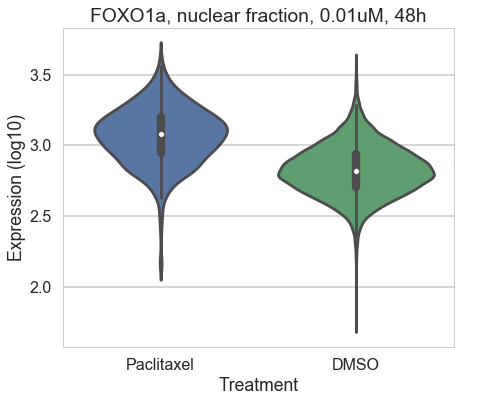 FOXO1a, nuclear fraction, 0.01uM, 48h
Expression (log10)
3.5
3.0
2.5
2.0
Paclitaxel DMSO
Treatment